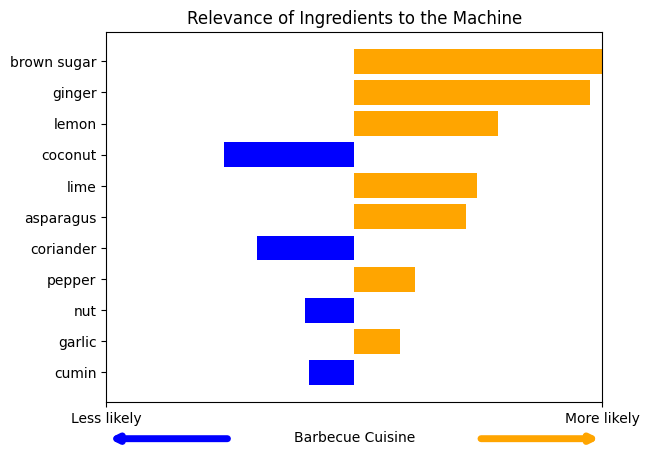 Relevance of Ingredients to the Machine
brown sugar
ginger
lemon
coconut
lime
asparagus
coriander
pepper
nut
garlic
cumin
Less likely More likely
Barbecue Cuisine